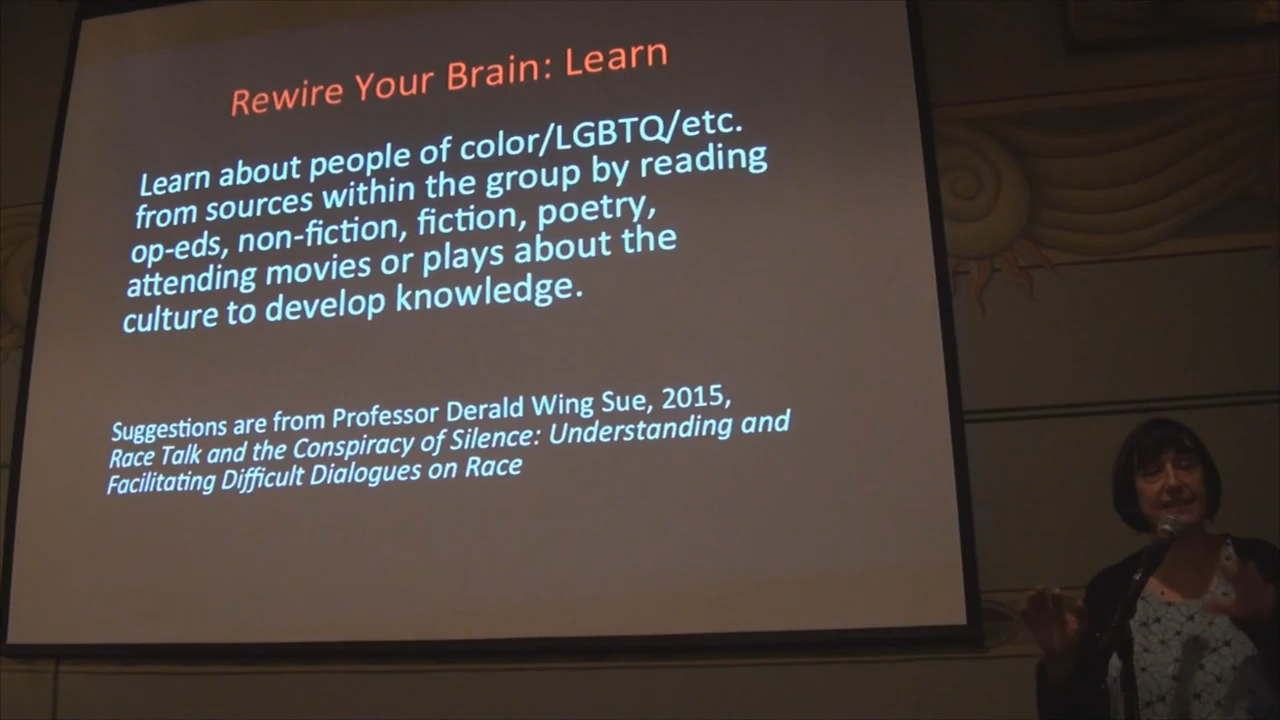 Rewire Your Brain: Learn
Learn about people of color/LGBTQ/etc.
from sources within the group by reading
op-eds, non-fiction, fiction, poetry,
attending movies or plays about the
culture to develop knowledge.
Suggestions are from Professor Derald Wing Sue, 2015,
Race Talk and the Conspiracy of Silence: Understanding and
Facilitating Difficult Dialogues on Race